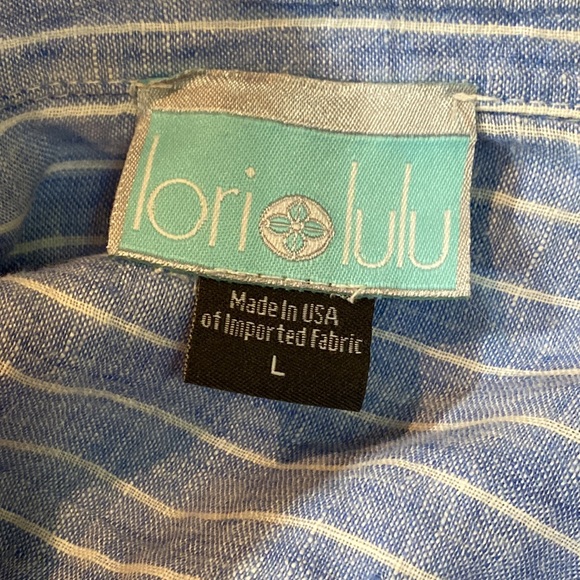 lori lulu
Made In USA
of Imported Fabric
L